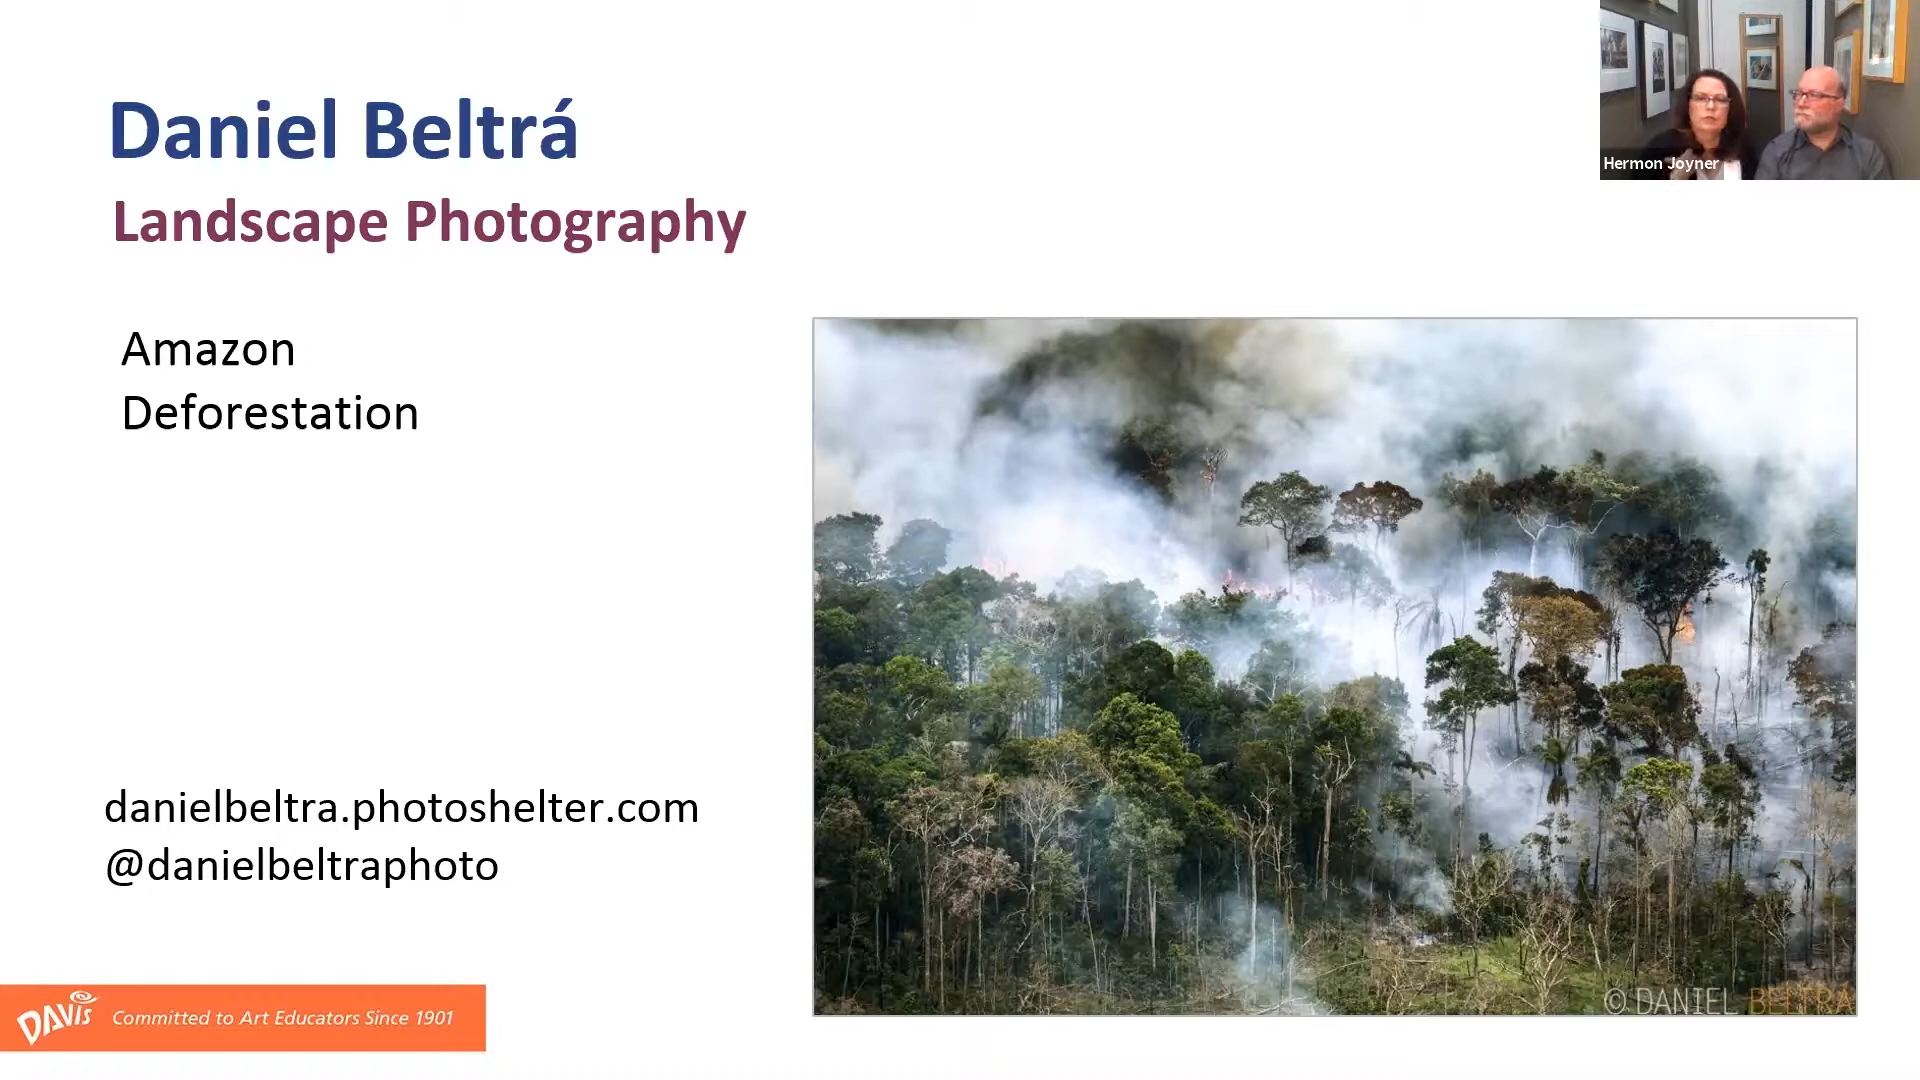 Daniel Beltrá
Landscape Photography
Hermon Joyner
Amazon
Deforestation
danielbeltra.photoshelter.com
@danielbeltraphoto
© DANIEL BELTRA
DAVIS
Committed to Art Educators Since 1901